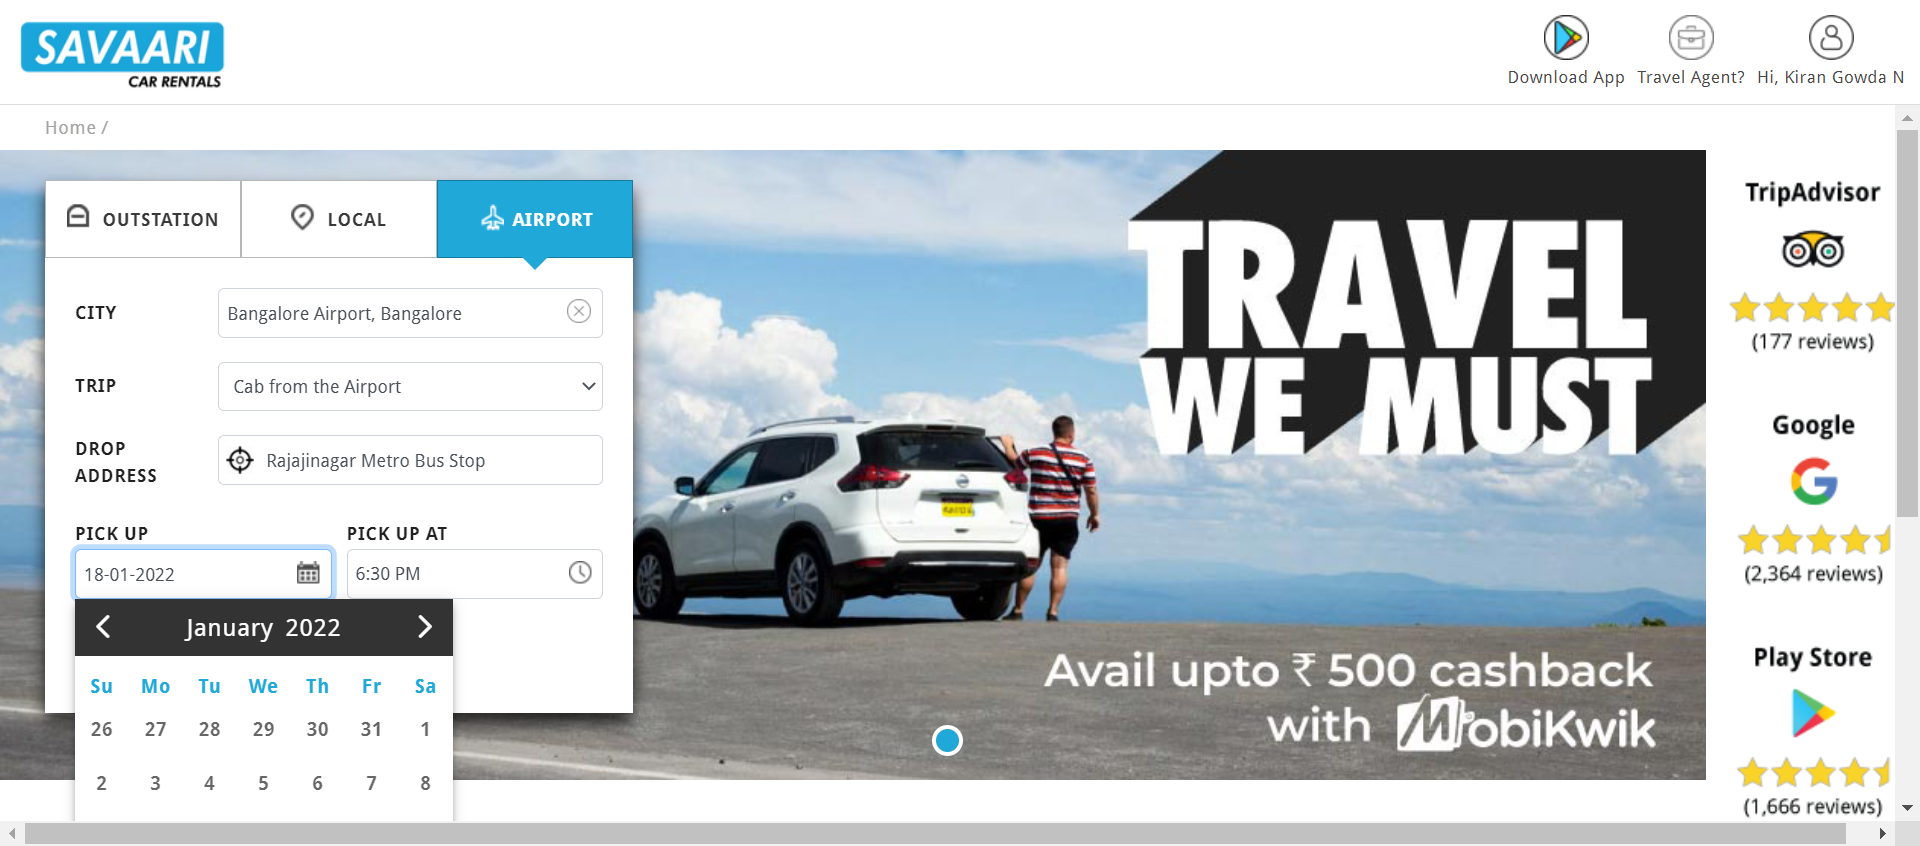 SAVAARI
CAR RENTALS
Download App
Travel Agent?
Hi, Kiran Gowda N
Home /
OUTSTATION
LOCAL
AIRPORT
CITY
Bangalore Airport, Bangalore
TRIP
Cab from the Airport
DROP
ADDRESS
Rajajinagar Metro Bus Stop
PICK UP
PICK UP AT
18-01-2022
6:30 PM
January 2022
Su Mo Tu We Th Fr Sa
26 27 28 29 30 31 1
2 3 4 5 6 7 8
TRAVEL
WE MUST
Avail upto ₹ 500 cashback
with MobiKwik
TripAdvisor
(177 reviews)
Google
(2,364 reviews)
Play Store
(1,666 reviews)